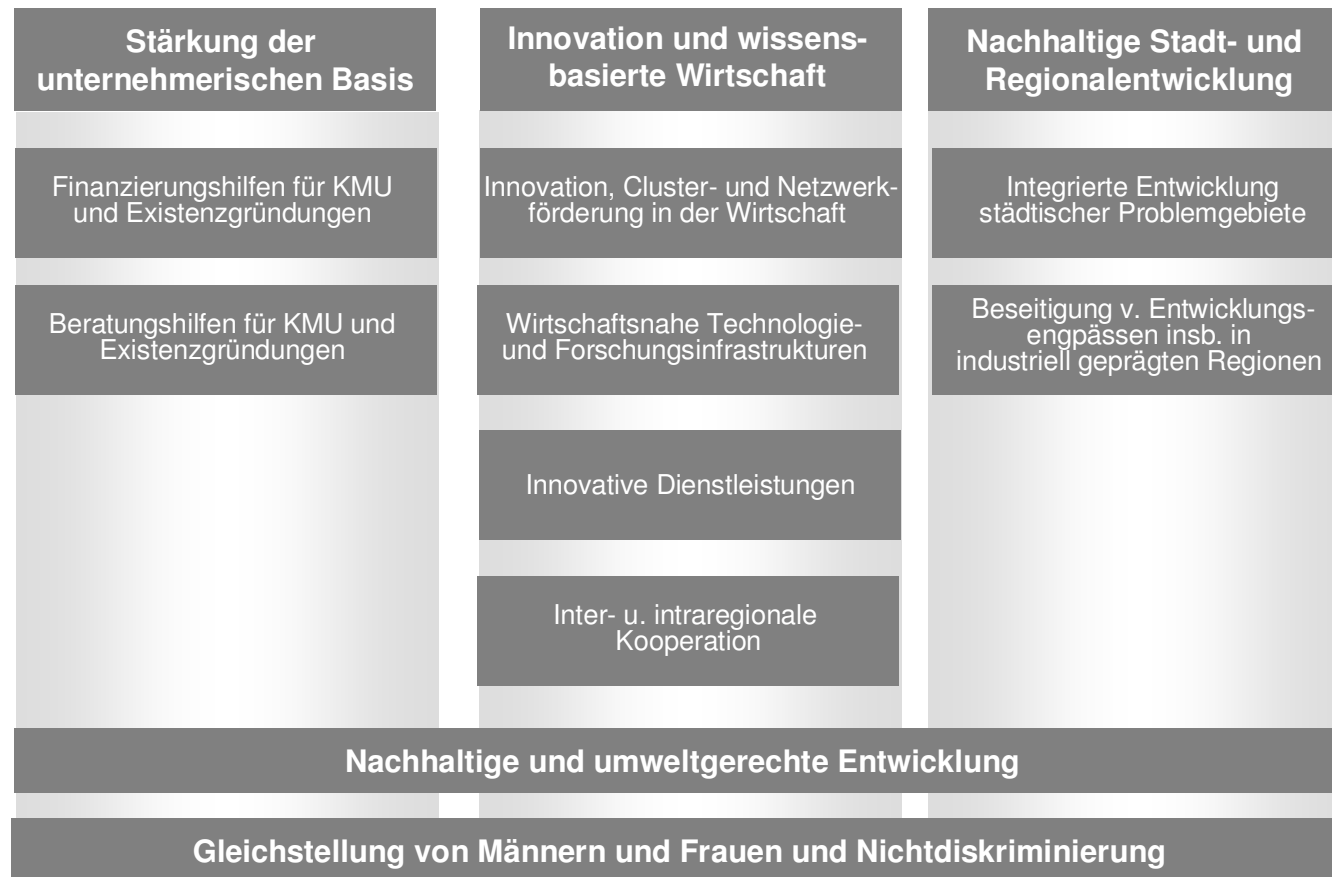 Stärkung der
unternehmerischen Basis
Finanzierungshilfen für KMU
und Existenzgründungen
Beratungshilfen für KMU und
Existenzgründungen
Innovation und wissens-
basierte Wirtschaft
Innovation, Cluster- und Netzwerk-
förderung in der Wirtschaft
Wirtschaftsnahe Technologie-
und Forschungsinfrastrukturen
Innovative Dienstleistungen
Inter- u. intraregionale
Kooperation
Nachhaltige Stadt- und
Regionalentwicklung
Integrierte Entwicklung
städtischer Problemgebiete
Beseitigung v. Entwicklungs-
engpässen insb. in
industriell geprägten Regionen
Nachhaltige und umweltgerechte Entwicklung
Gleichstellung von Männern und Frauen und Nichtdiskriminierung